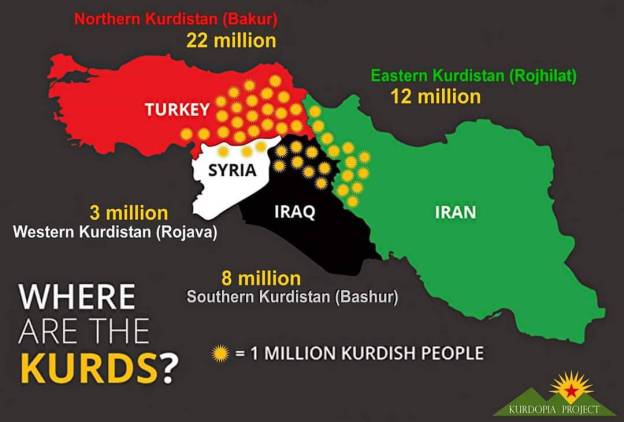 Northern Kurdistan (Bakur)
22 million
Eastern Kurdistan (Rojhilat)
12 million
TURKEY
SYRIA
IRAQ
IRAN
3 million
Western Kurdistan (Rojava)
8 million
Southern Kurdistan (Bashur)
WHERE
ARE THE
KURDS?
= 1 MILLION KURDISH PEOPLE
KURDOPIA PROJECT